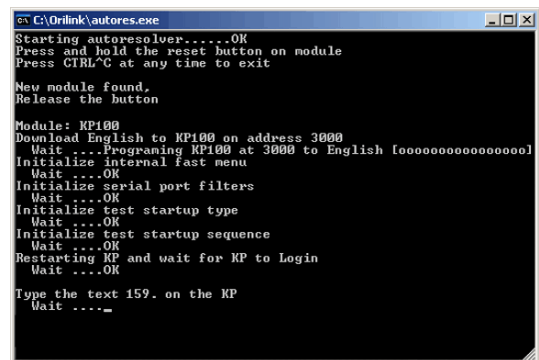 C:\Orilink\autores.exe
Starting autoresolver......OK
Press and hold the reset button on module
Press CTRL^C at any time to exit
New module found,
Release the button
Module: KP100
Download English to KP100 on address 3000
Wait ....Programing KP100 at 3000 to English [oooooooooooooooo]
Initialize internal fast menu
Wait ....OK
Initialize serial port filters
Wait ....OK
Initialize test startup type
Wait ....OK
Initialize test startup sequence
Wait ....OK
Restarting KP and wait for KP to Login
Wait ....OK
Type the text 159. on the KP
Wait ...._